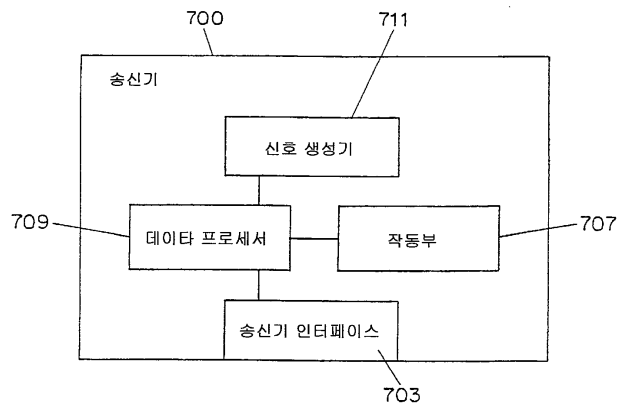 700
711
송신기
신호 생성기
709
데이타 프로세서
작동부
707
송신기 인터페이스
703